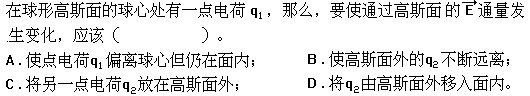 在球形高斯面的球心处有一点电荷q₁，那么，要使通过高斯面的E⃗通量发
生变化，应该（　　　）。
A．使点电荷q₁偏离球心但仍在面内；　　B．使高斯面外的q₂不断远离；
C．将另一点电荷q₂放在高斯面外；　　D．将q₂由高斯面外移入面内。